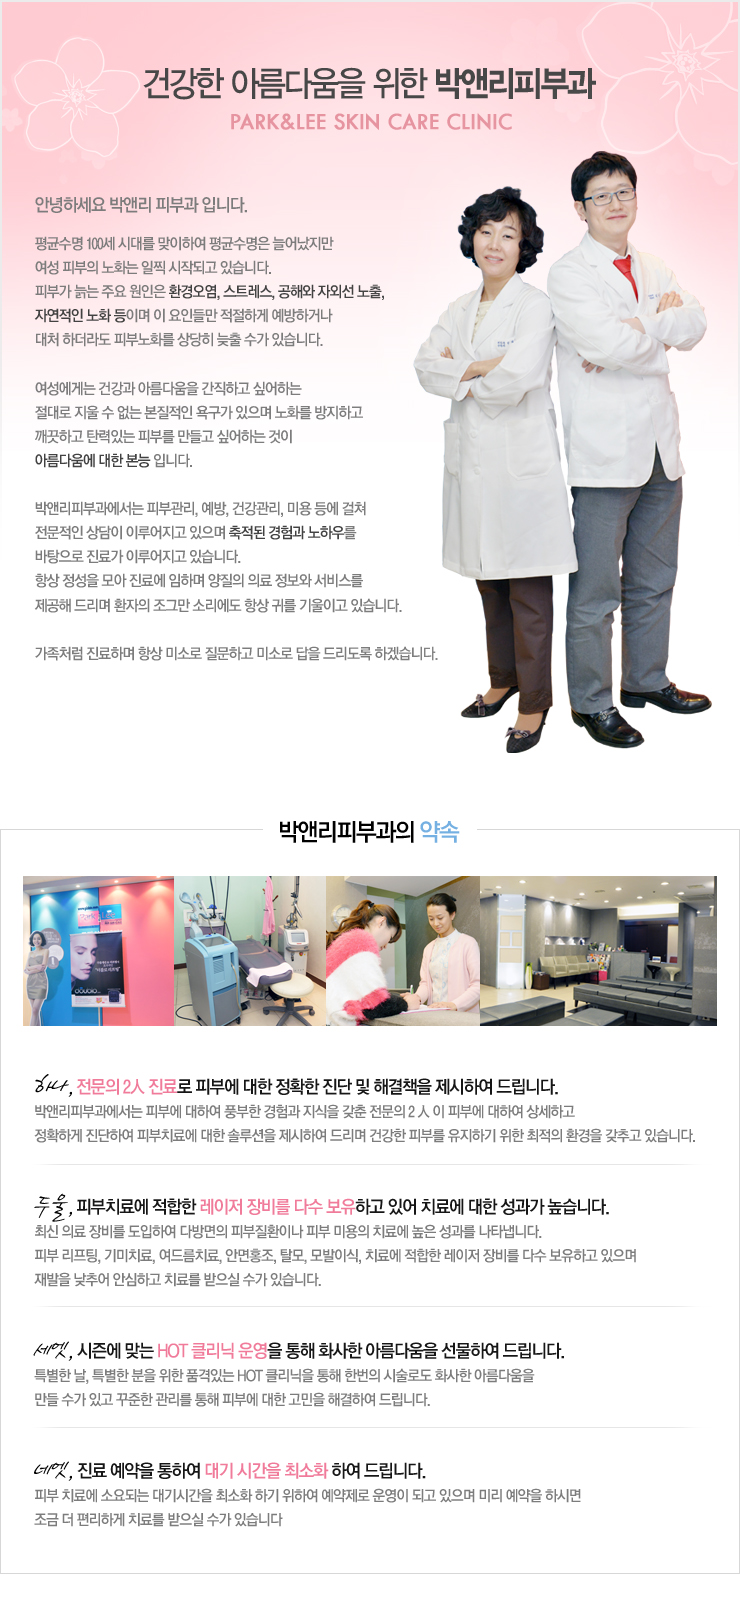 건강한 아름다움을 위한 박앤리피부과
PARK&LEE SKIN CARE CLINIC
안녕하세요 박앤리 피부과 입니다.
평균수명 100세 시대를 맞이하여 평균수명은 늘어났지만
여성 피부의 노화는 일찍 시작되고 있습니다.
피부가 늙는 주요 원인은 환경오염, 스트레스, 공해와 자외선 노출,
자연적인 노화 등이며 이 요인들만 적절하게 예방하거나
대처 하더라도 피부노화를 상당히 늦출 수가 있습니다.
여성에게는 건강과 아름다움을 간직하고 싶어하는
절대로 지울 수 없는 본질적인 욕구가 있으며 노화를 방지하고
깨끗하고 탄력있는 피부를 만들고 싶어하는 것이
아름다움에 대한 본능 입니다.
박앤리피부과에서는 피부관리, 예방, 건강관리, 미용 등에 걸쳐
전문적인 상담이 이루어지고 있으며 축적된 경험과 노하우를
바탕으로 진료가 이루어지고 있습니다.
항상 정성을 모아 진료에 임하며 양질의 의료 정보와 서비스를
제공해 드리며 환자의 조그만 소리에도 항상 귀를 기울이고 있습니다.
가족처럼 진료하며 항상 미소로 질문하고 미소로 답을 드리도록 하겠습니다.
박앤리피부과의 약속
하나, 전문의 2人 진료로 피부에 대한 정확한 진단 및 해결책을 제시하여 드립니다.
박앤리피부과에서는 피부에 대하여 풍부한 경험과 지식을 갖춘 전문의 2 人 이 피부에 대하여 상세하고
정확하게 진단하여 피부치료에 대한 솔루션을 제시하여 드리며 건강한 피부를 유지하기 위한 최적의 환경을 갖추고 있습니다.
두울, 피부치료에 적합한 레이저 장비를 다수 보유하고 있어 치료에 대한 성과가 높습니다.
최신 의료 장비를 도입하여 다방면의 피부질환이나 피부 미용의 치료에 높은 성과를 나타냅니다.
피부 리프팅, 기미치료, 여드름치료, 안면홍조, 탈모, 모발이식, 치료에 적합한 레이저 장비를 다수 보유하고 있으며
재발을 낮추어 안심하고 치료를 받으실 수가 있습니다.
세엣, 시즌에 맞는 HOT 클리닉 운영을 통해 화사한 아름다움을 선물하여 드립니다.
특별한 날, 특별한 분을 위한 품격있는 HOT 클리닉을 통해 한번의 시술로도 화사한 아름다움을
만들 수가 있고 꾸준한 관리를 통해 피부에 대한 고민을 해결하여 드립니다.
네엣, 진료 예약을 통하여 대기 시간을 최소화 하여 드립니다.
피부 치료에 소요되는 대기시간을 최소화 하기 위하여 예약제로 운영이 되고 있으며 미리 예약을 하시면
조금 더 편리하게 치료를 받으실 수가 있습니다